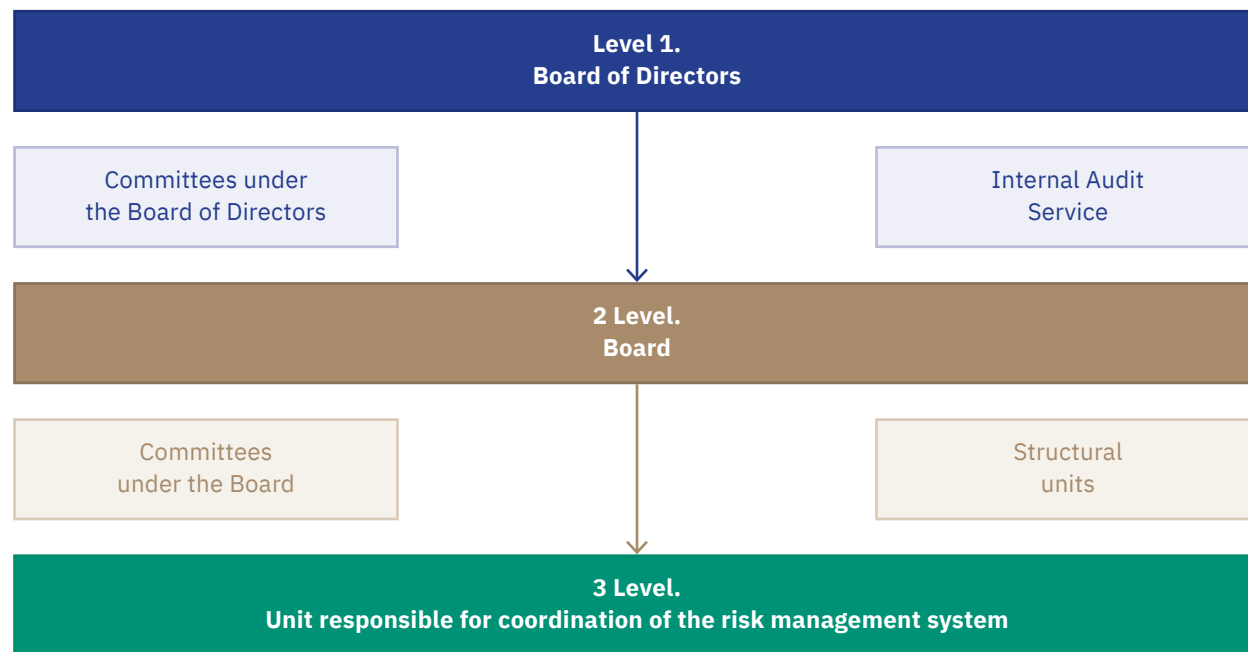 Level 1.
Board of Directors
Committees under
the Board of Directors
Internal Audit
Service
2 Level.
Board
Committees
under the Board
Structural
units
3 Level.
Unit responsible for coordination of the risk management system